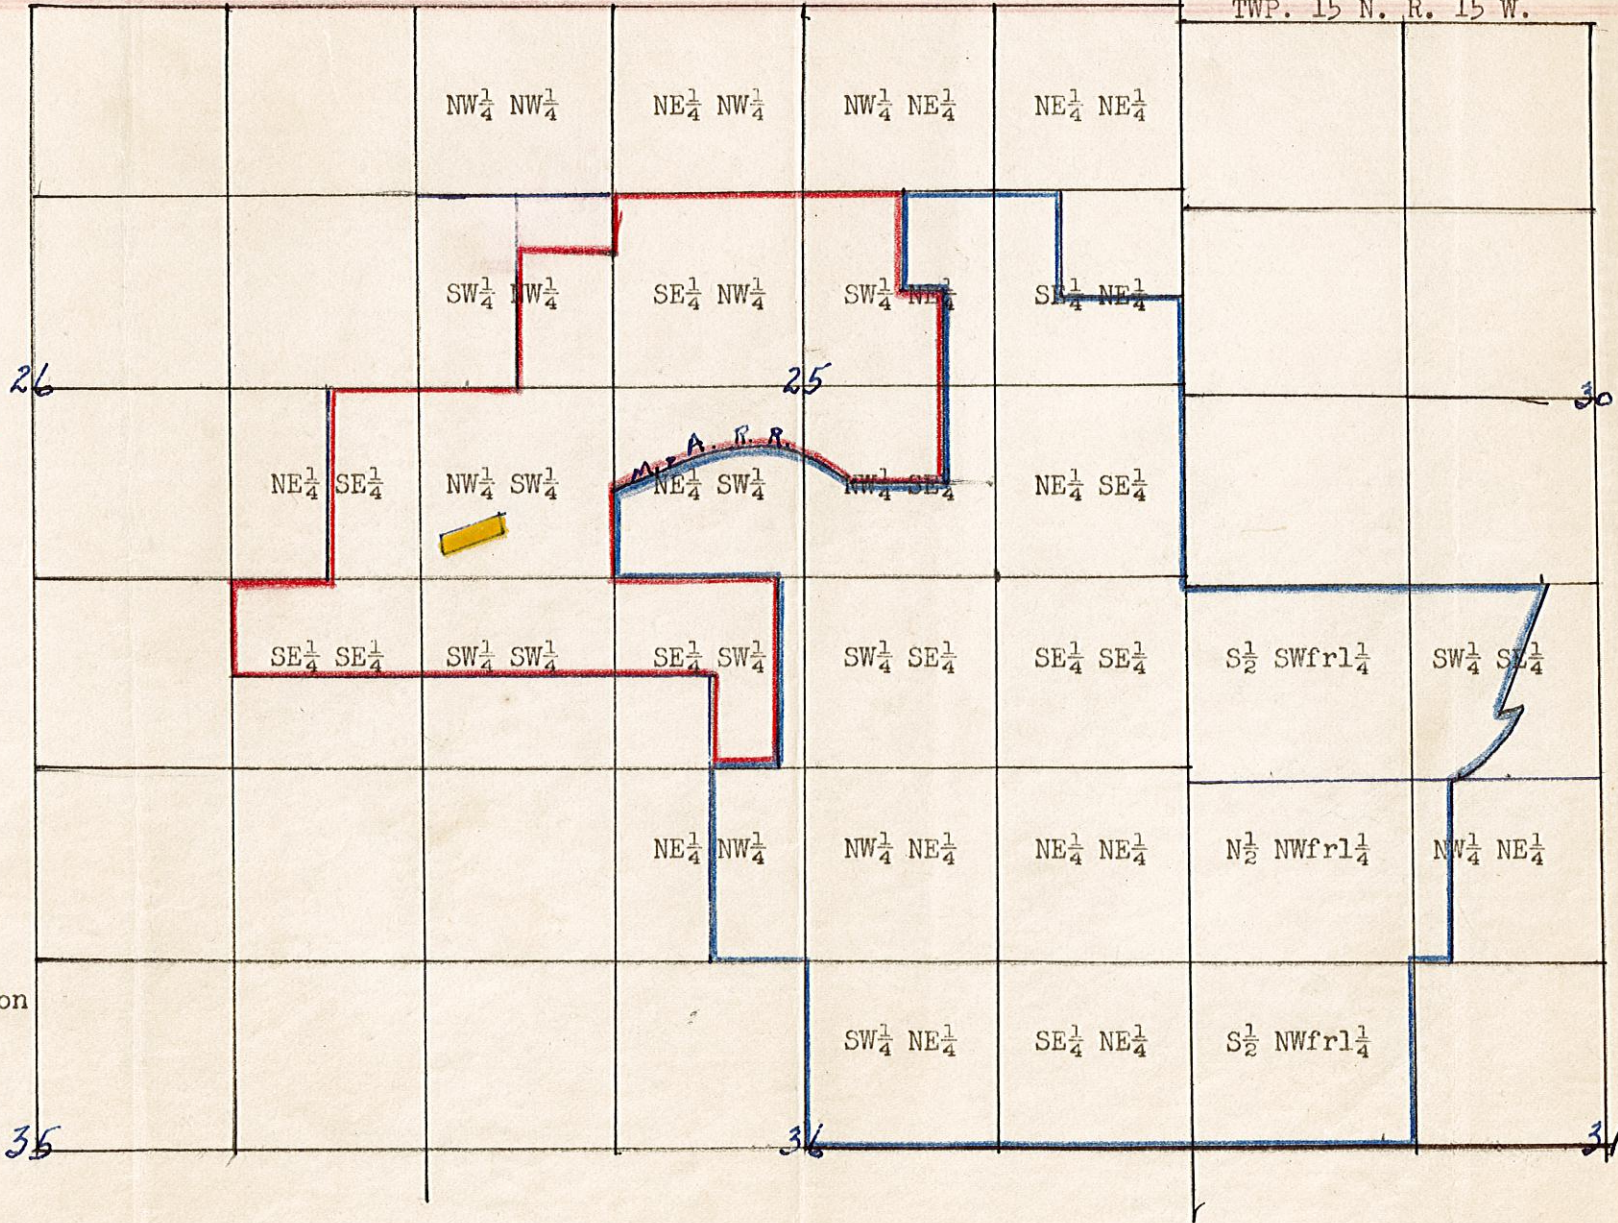 TWP. 15 N. R. 15 W.
NW¼ NW¼ NE¼ NW¼ NW¼ NE¼ NE¼ NE¼
SW¼ NW¼ SE¼ NW¼ SW¼ NE¼ SE¼ NE¼
26 25 30
M. & A. R. R.
NE¼ SE¼ NW¼ SW¼ NE¼ SW¼ NW¼ SE¼ NE¼ SE¼
SE¼ SE¼ SW¼ SW¼ SE¼ SW¼ SW¼ SE¼ SE¼ SE¼ S½ SWfrl¼ SW¼ SE¼
NE¼ NW¼ NW¼ NE¼ NE¼ NE¼ N½ NWfrl¼ NW¼ NE¼
on
SW¼ NE¼ SE¼ NE¼ S½ NWfrl¼
35 36 31